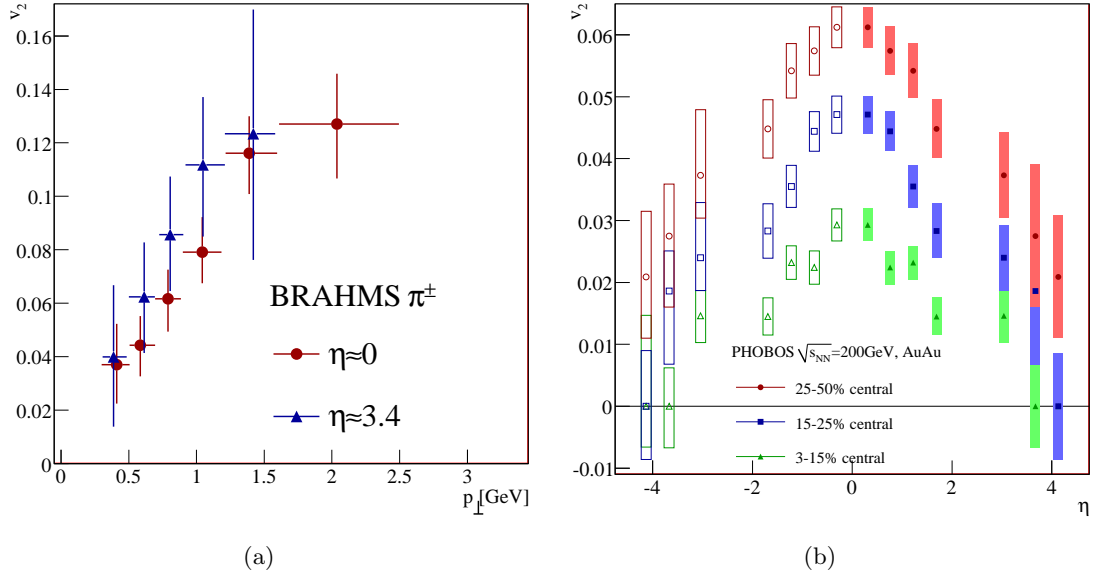 v₂
0.16
0.14
0.12
0.1
0.08
0.06
0.04
0.02
0
0 0.5 1 1.5 2 2.5 3
p⊥[GeV]
BRAHMS π±
η≈0
η≈3.4
(a)
v₂
0.06
0.05
0.04
0.03
0.02
0.01
0
-0.01
-4 -2 0 2 4
η
PHOBOS √sNN=200GeV, AuAu
25-50% central
15-25% central
3-15% central
(b)